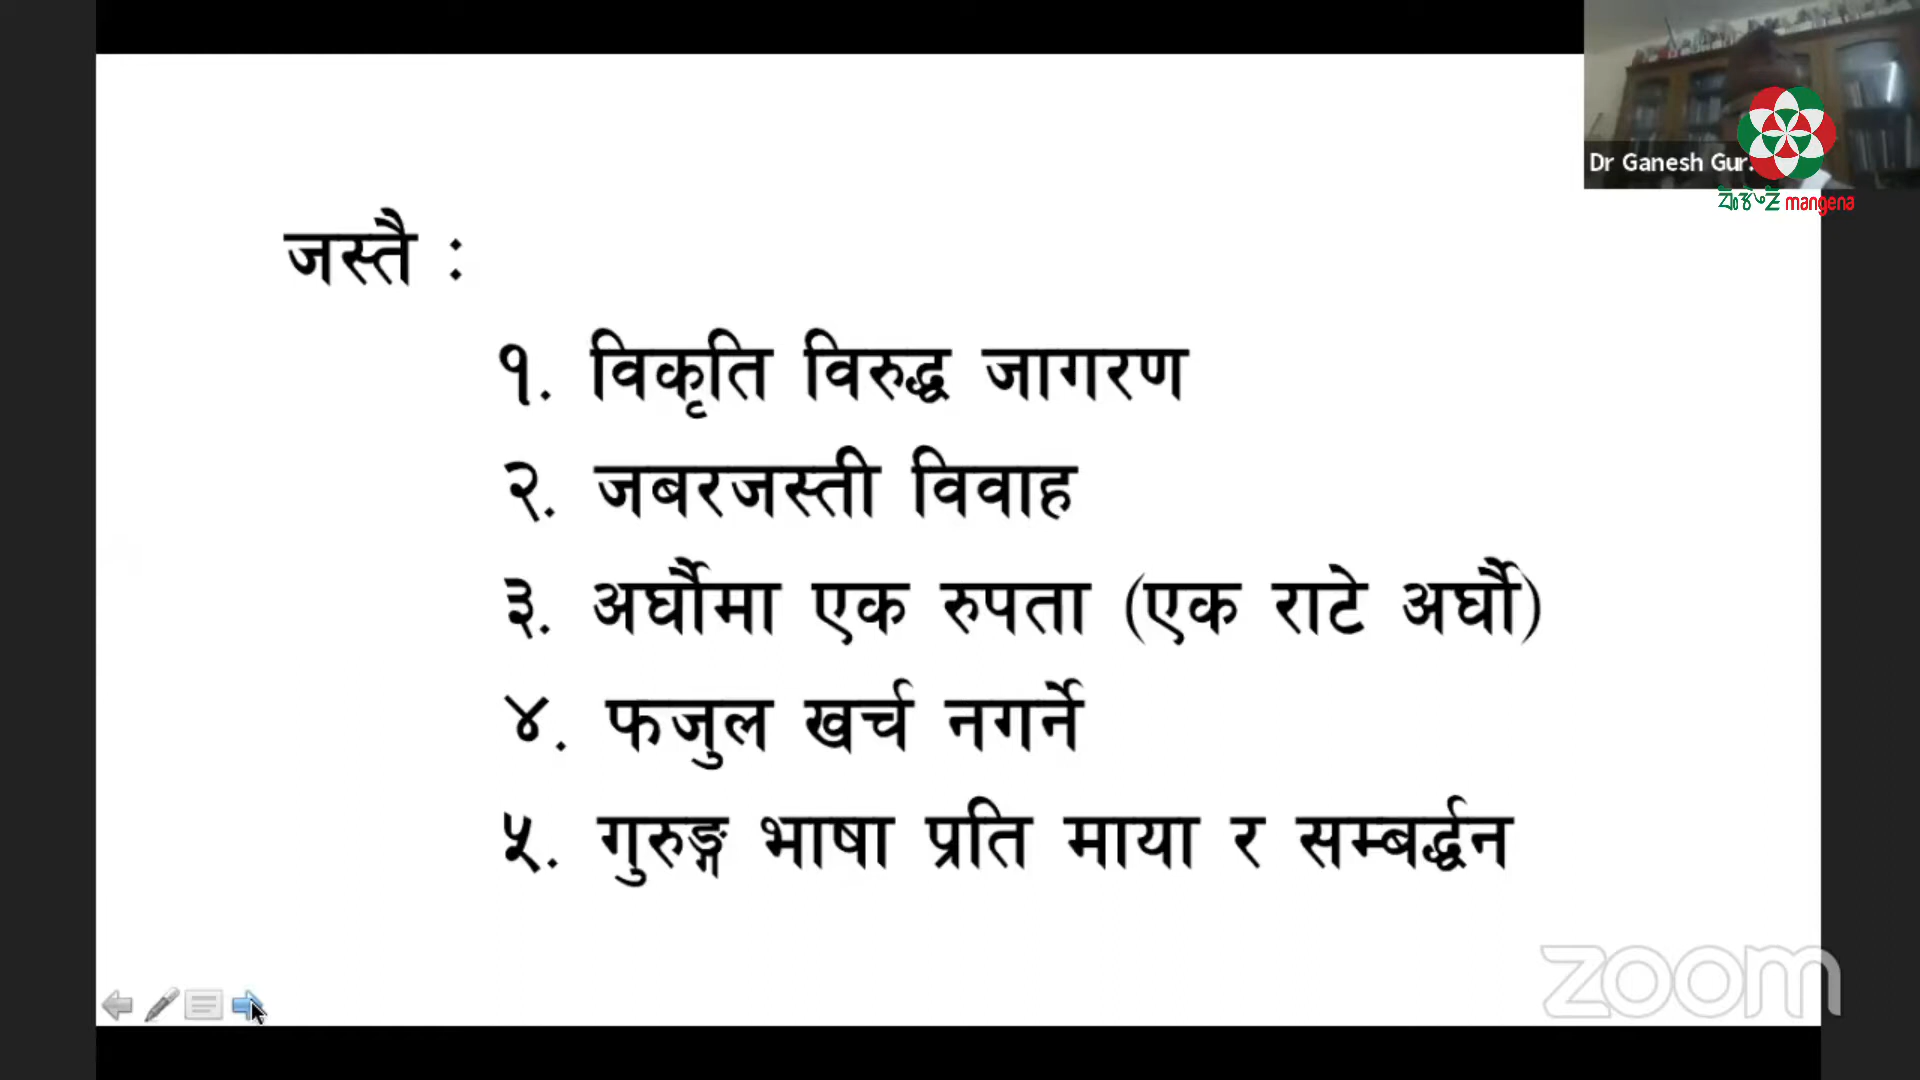 Dr Ganesh Gur
mangena
जस्तै :
१. विकृति विरुद्ध जागरण
२. जबरजस्ती विवाह
३. अर्घौमा एक रुपता (एक राटे अर्घौ)
४. फजुल खर्च नगर्ने
५. गुरुङ्ग भाषा प्रति माया र सम्बर्द्धन
zoom